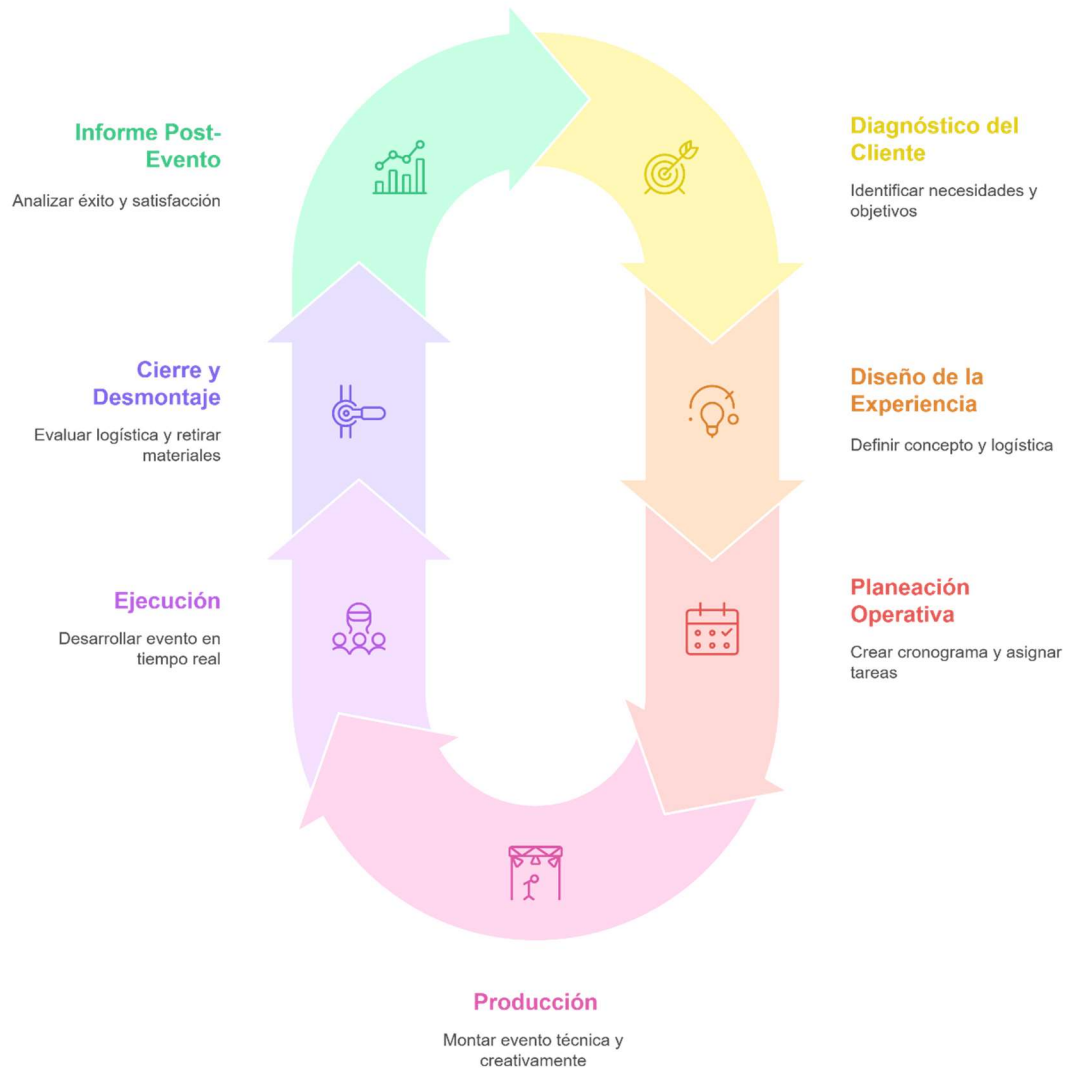 Informe Post-
Evento
Analizar éxito y satisfacción
Diagnóstico del
Cliente
Identificar necesidades y
objetivos
Cierre y
Desmontaje
Evaluar logística y retirar
materiales
Diseño de la
Experiencia
Definir concepto y logística
Ejecución
Desarrollar evento en
tiempo real
Planeación
Operativa
Crear cronograma y asignar
tareas
Producción
Montar evento técnica y
creativamente